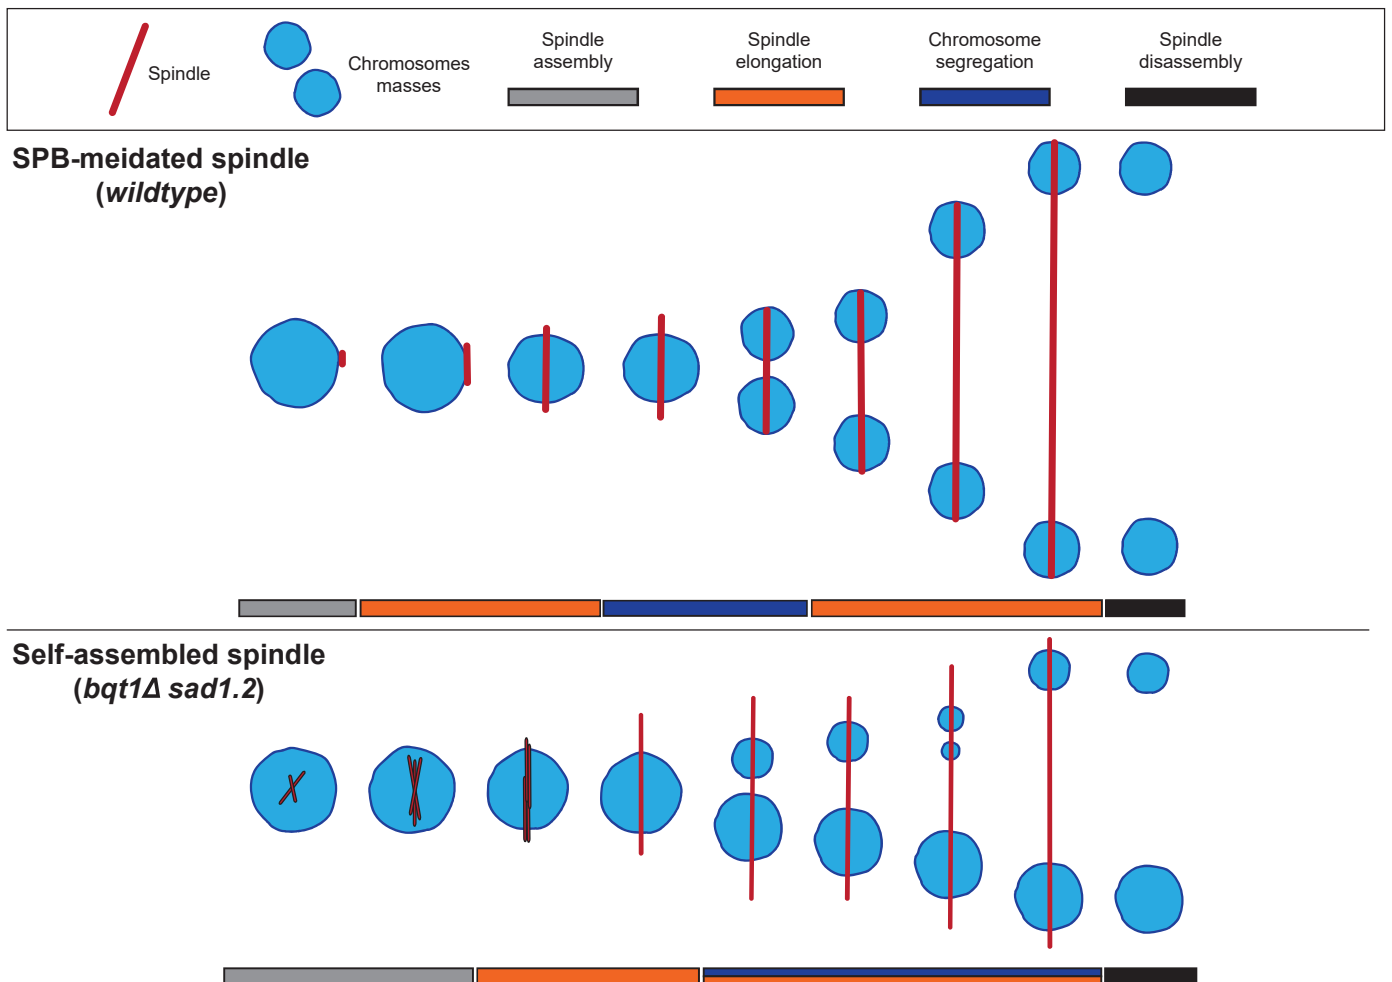 Spindle
Chromosomes
masses
Spindle
assembly
Spindle
elongation
Chromosome
segregation
Spindle
disassembly
SPB-meidated spindle
(wildtype)
Self-assembled spindle
(bqt1Δ sad1.2)